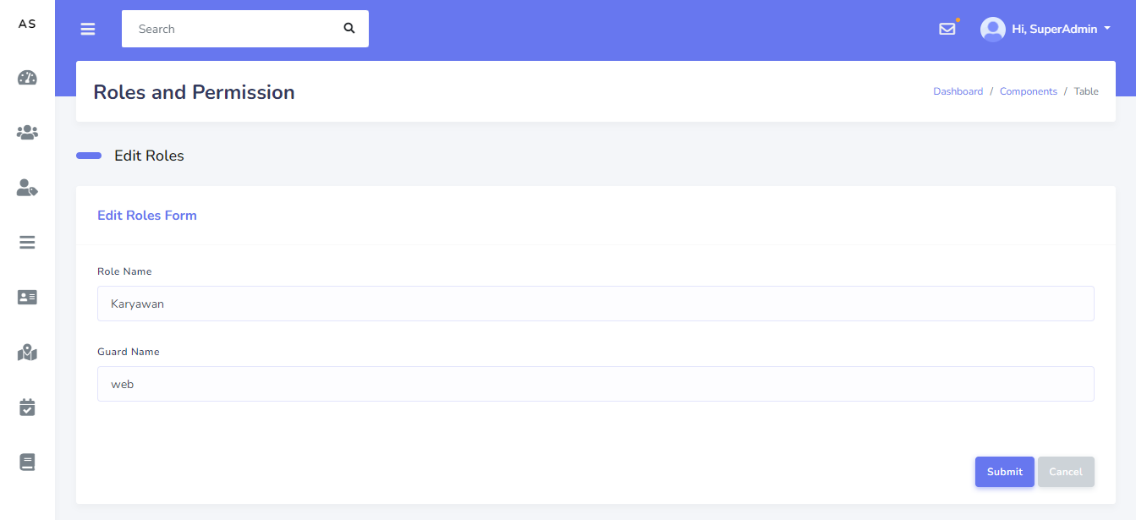 AS
Search
Hi, SuperAdmin
Roles and Permission
Dashboard / Components / Table
Edit Roles
Edit Roles Form
Role Name
Karyawan
Guard Name
web
Submit Cancel